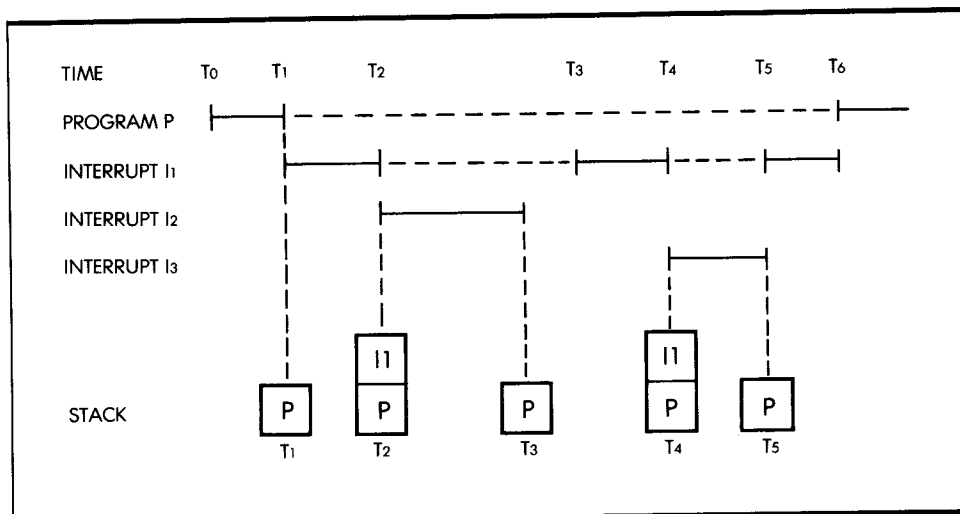 TIME T0 T1 T2 T3 T4 T5 T6
PROGRAM P
INTERRUPT I1
INTERRUPT I2
INTERRUPT I3
I1 I1
STACK P P P P P
T1 T2 T3 T4 T5